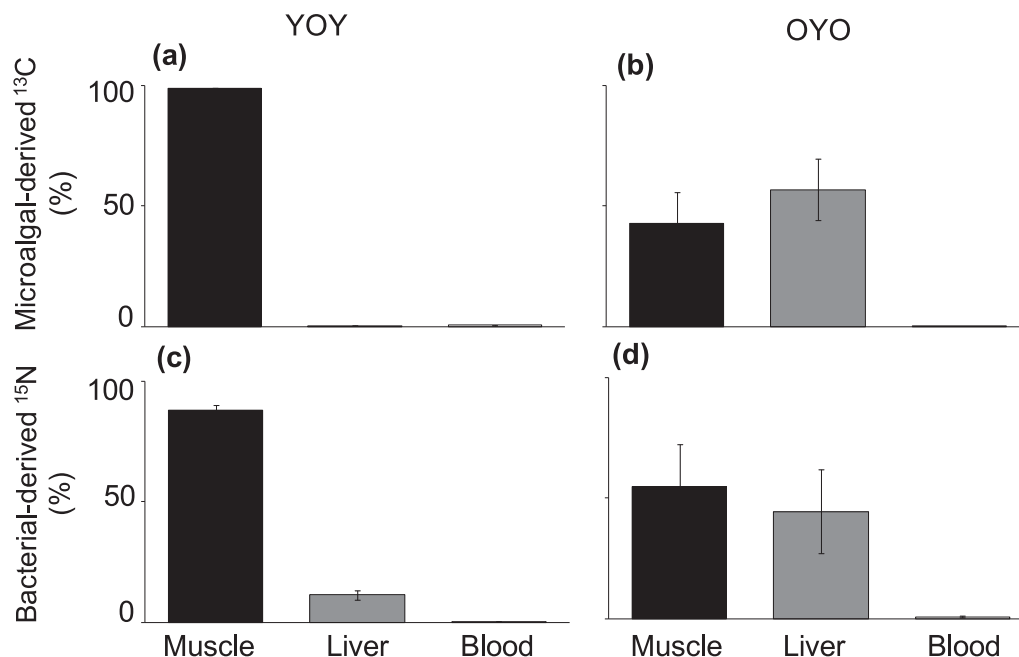 YOY
OYO
(a)
(b)
Microalgal-derived ¹³C
(%)
100
50
0
(c)
(d)
Bacterial-derived ¹⁵N
(%)
100
50
0
Muscle Liver Blood
Muscle Liver Blood